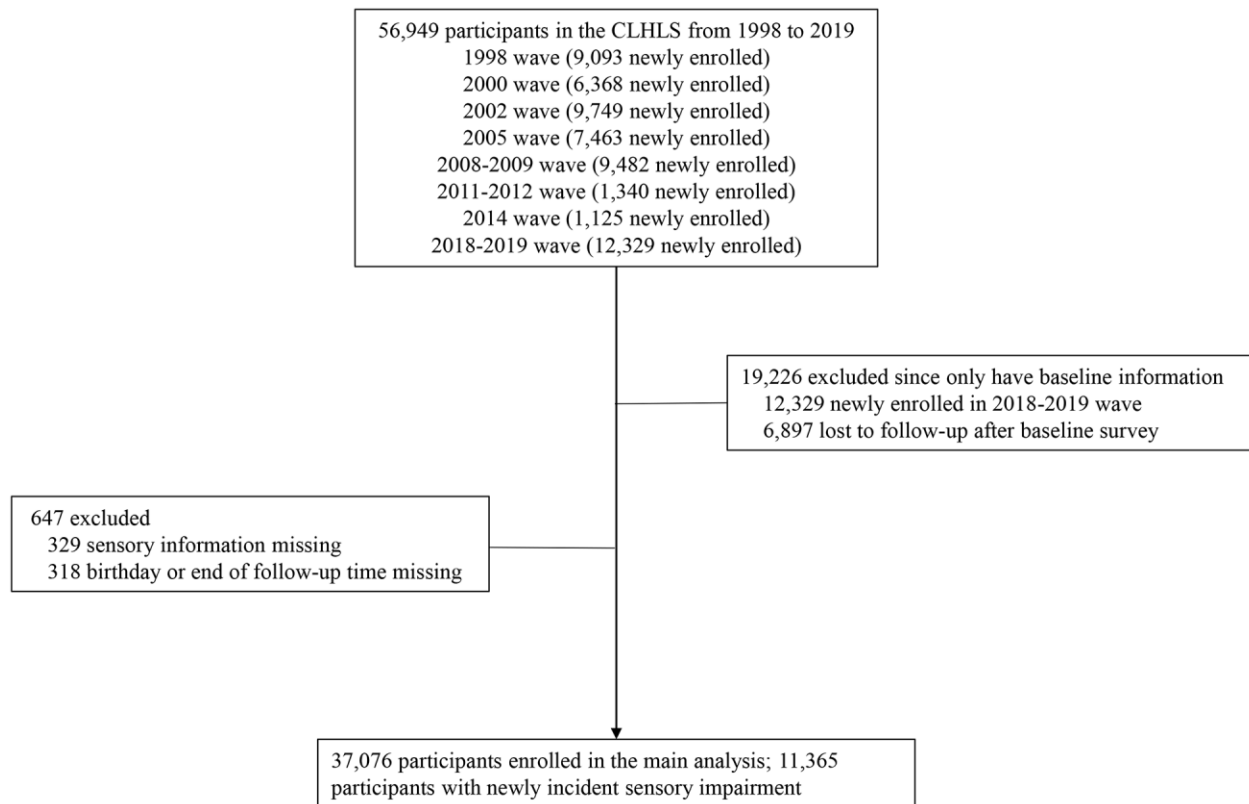 56,949 participants in the CLHLS from 1998 to 2019
1998 wave (9,093 newly enrolled)
2000 wave (6,368 newly enrolled)
2002 wave (9,749 newly enrolled)
2005 wave (7,463 newly enrolled)
2008-2009 wave (9,482 newly enrolled)
2011-2012 wave (1,340 newly enrolled)
2014 wave (1,125 newly enrolled)
2018-2019 wave (12,329 newly enrolled)
19,226 excluded since only have baseline information
12,329 newly enrolled in 2018-2019 wave
6,897 lost to follow-up after baseline survey
647 excluded
329 sensory information missing
318 birthday or end of follow-up time missing
37,076 participants enrolled in the main analysis; 11,365
participants with newly incident sensory impairment